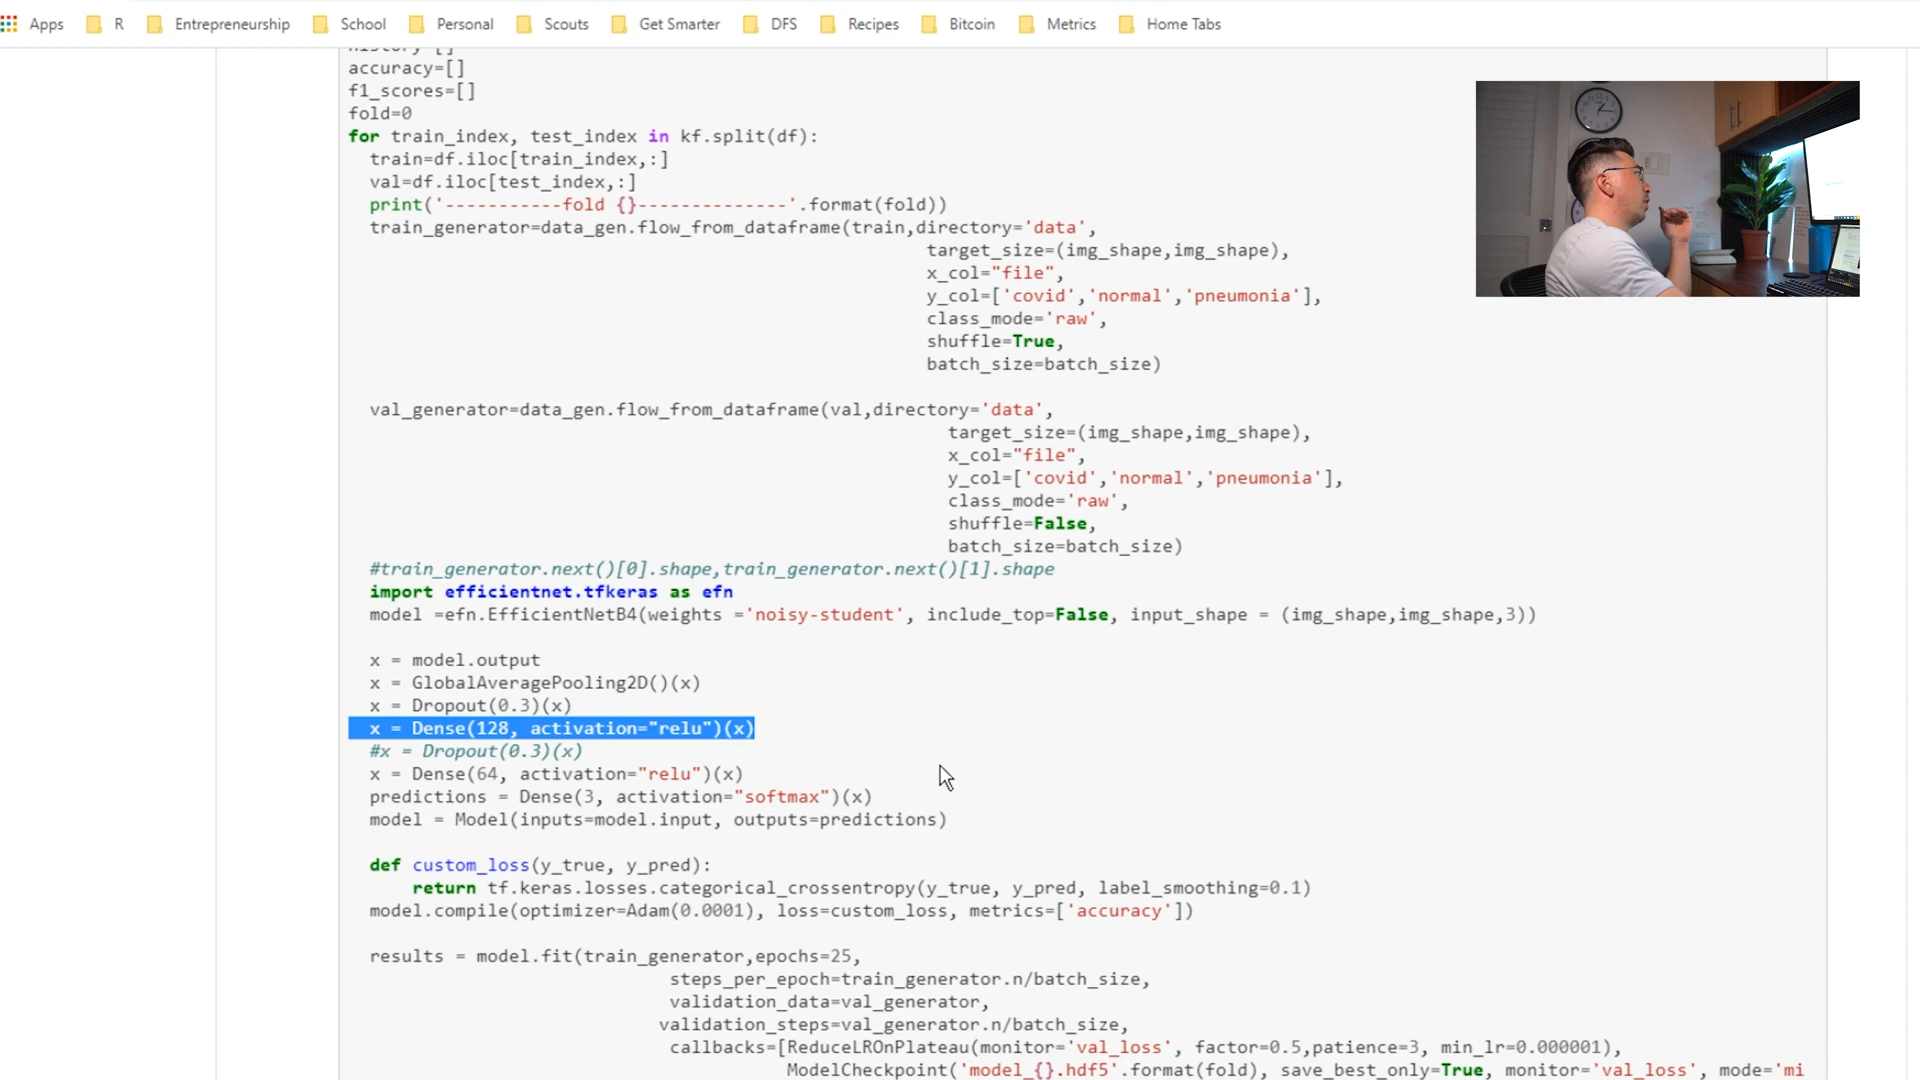 Apps R Entrepreneurship School Personal Scouts Get Smarter DFS Recipes Bitcoin Metrics Home Tabs
accuracy=[]
f1_scores=[]
fold=0
for train_index, test_index in kf.split(df):
train=df.iloc[train_index,:]
val=df.iloc[test_index,:]
print('-----------fold {}--------------'.format(fold))
train_generator=data_gen.flow_from_dataframe(train,directory='data',
target_size=(img_shape,img_shape),
x_col="file",
y_col=['covid','normal','pneumonia'],
class_mode='raw',
shuffle=True,
batch_size=batch_size)
val_generator=data_gen.flow_from_dataframe(val,directory='data',
target_size=(img_shape,img_shape),
x_col="file",
y_col=['covid','normal','pneumonia'],
class_mode='raw',
shuffle=False,
batch_size=batch_size)
#train_generator.next()[0].shape,train_generator.next()[1].shape
import efficientnet.tfkeras as efn
model =efn.EfficientNetB4(weights ='noisy-student', include_top=False, input_shape = (img_shape,img_shape,3))
x = model.output
x = GlobalAveragePooling2D()(x)
x = Dropout(0.3)(x)
x = Dense(128, activation="relu")(x)
#x = Dropout(0.3)(x)
x = Dense(64, activation="relu")(x)
predictions = Dense(3, activation="softmax")(x)
model = Model(inputs=model.input, outputs=predictions)
def custom_loss(y_true, y_pred):
return tf.keras.losses.categorical_crossentropy(y_true, y_pred, label_smoothing=0.1)
model.compile(optimizer=Adam(0.0001), loss=custom_loss, metrics=['accuracy'])
results = model.fit(train_generator,epochs=25,
steps_per_epoch=train_generator.n/batch_size,
validation_data=val_generator,
validation_steps=val_generator.n/batch_size,
callbacks=[ReduceLROnPlateau(monitor='val_loss', factor=0.5,patience=3, min_lr=0.000001),
ModelCheckpoint('model_{}.hdf5'.format(fold), save_best_only=True, monitor='val_loss', mode='mi